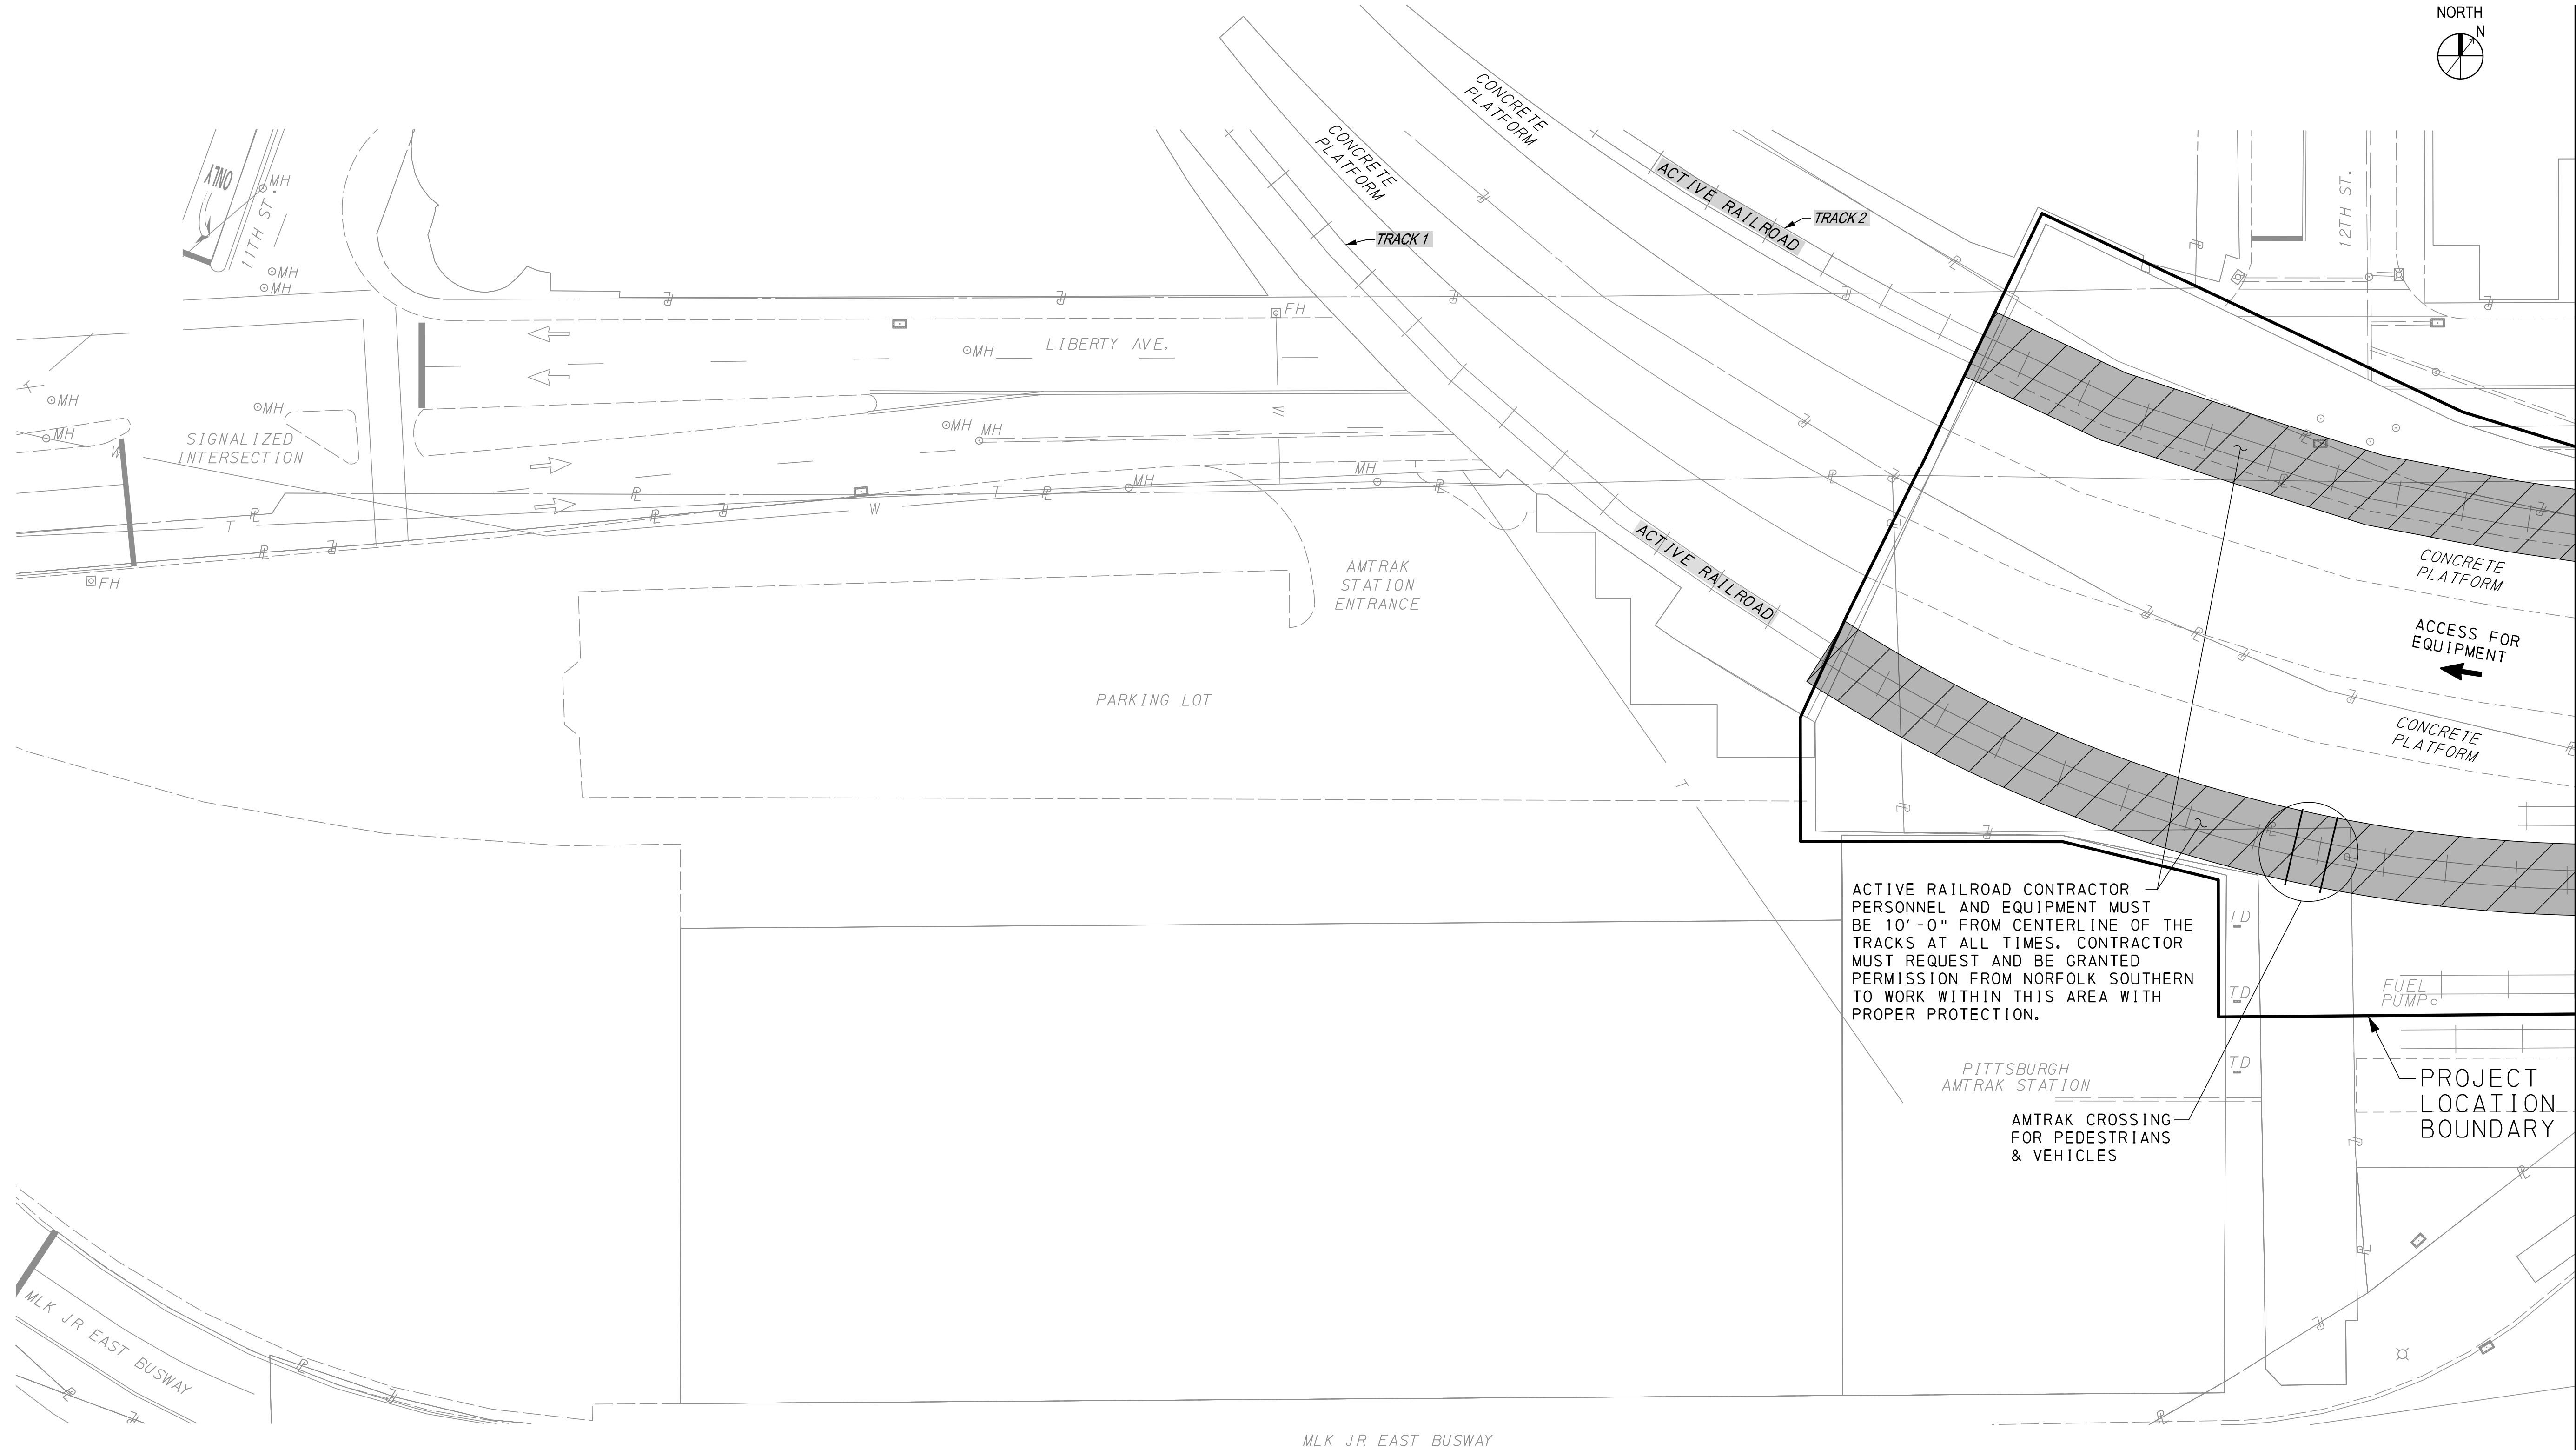 NORTH
N
CONCRETE
PLATFORM
CONCRETE
PLATFORM
ACTIVE RAILROAD
TRACK 2
TRACK 1
ONLY
MH
11TH ST.
MH
MH
12TH ST.
FH
LIBERTY AVE.
MH
MH
MH
MH
SIGNALIZED
INTERSECTION
W
MH
MH
W
MH
MH
T
T
W
T
FH
ACTIVE RAILROAD
AMTRAK
STATION
ENTRANCE
CONCRETE
PLATFORM
ACCESS FOR
EQUIPMENT
PARKING LOT
CONCRETE
PLATFORM
T
ACTIVE RAILROAD CONTRACTOR
PERSONNEL AND EQUIPMENT MUST
BE 10'-0" FROM CENTERLINE OF THE
TRACKS AT ALL TIMES. CONTRACTOR
MUST REQUEST AND BE GRANTED
PERMISSION FROM NORFOLK SOUTHERN
TO WORK WITHIN THIS AREA WITH
PROPER PROTECTION.
TD
TD
TD
FUEL
PUMP
PITTSBURGH
AMTRAK STATION
PROJECT
LOCATION
BOUNDARY
AMTRAK CROSSING
FOR PEDESTRIANS
& VEHICLES
MLK JR EAST BUSWAY
MLK JR EAST BUSWAY